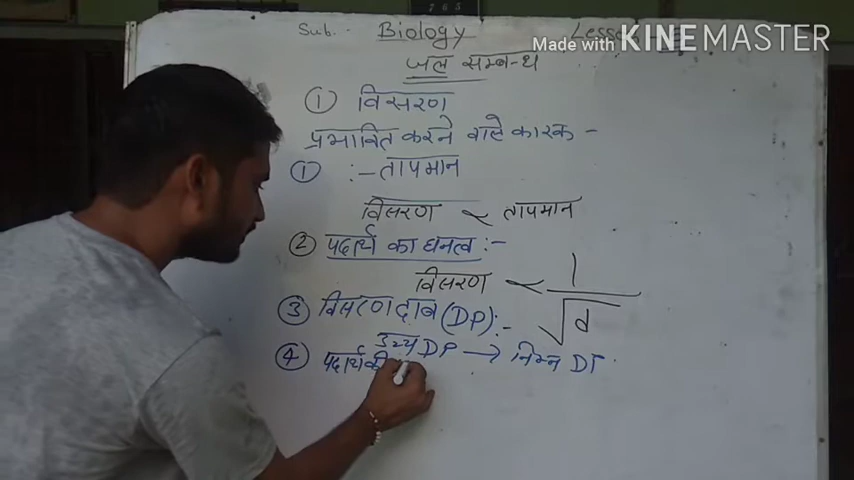 Sub. - Biology
Made with KINEMASTER
जल सम्बन्ध
① विसरण
प्रभावित करने वाले कारक -
① :- तापमान
विसरण ∝ तापमान
② पदार्थ का घनत्व :-
विसरण ∝ 1/√d
③ विसरण दाब (DP) :-
उच्च DP → निम्न DP
④ पदार्थ की